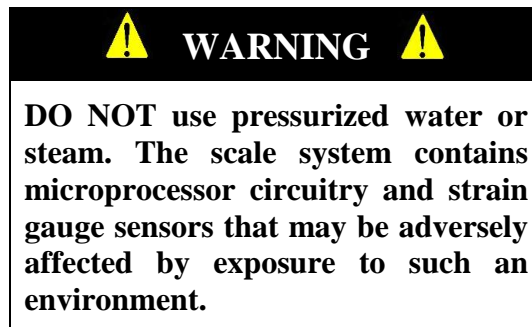 WARNING
DO NOT use pressurized water or
steam. The scale system contains
microprocessor circuitry and strain
gauge sensors that may be adversely
affected by exposure to such an
environment.